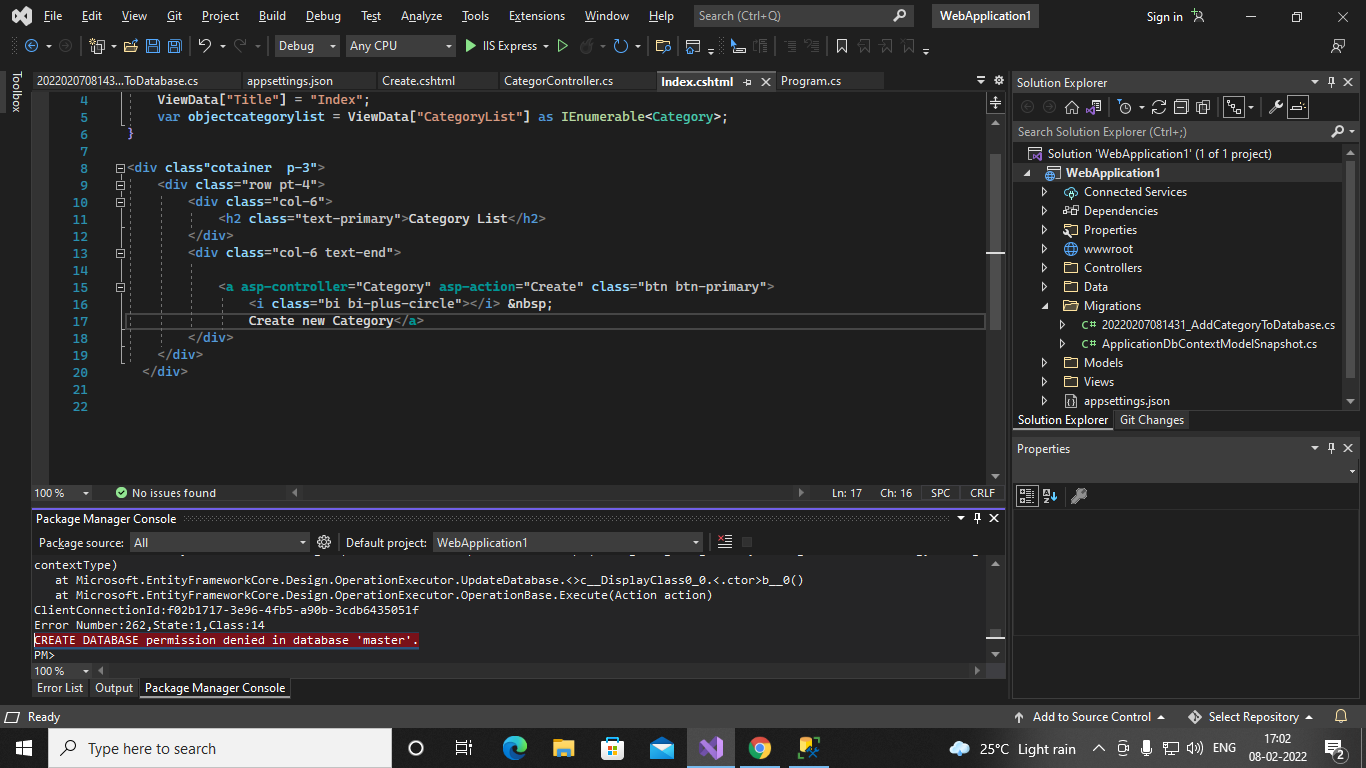 File Edit View Git Project Build Debug Test Analyze Tools Extensions Window Help Search (Ctrl+Q) WebApplication1 Sign in
Debug Any CPU IIS Express
Toolbox
2022020708143...ToDatabase.cs appsettings.json Create.cshtml CategorController.cs Index.cshtml Program.cs
4 ViewData["Title"] = "Index";
5 var objectcategorylist = ViewData["CategoryList"] as IEnumerable<Category>;
6 }
7
8 <div class"cotainer  p-3">
9 <div class="row pt-4">
10 <div class="col-6">
11 <h2 class="text-primary">Category List</h2>
12 </div>
13 <div class="col-6 text-end">
14
15 <a asp-controller="Category" asp-action="Create" class="btn btn-primary">
16 <i class="bi bi-plus-circle"></i> &nbsp;
17 Create new Category</a>
18 </div>
19 </div>
20 </div>
21
22
100 % No issues found Ln: 17 Ch: 16 SPC CRLF
Package Manager Console
Package source: All Default project: WebApplication1
contextType)
at Microsoft.EntityFrameworkCore.Design.OperationExecutor.UpdateDatabase.<>c__DisplayClass0_0.<.ctor>b__0()
at Microsoft.EntityFrameworkCore.Design.OperationExecutor.OperationBase.Execute(Action action)
ClientConnectionId:f02b1717-3e96-4fb5-a90b-3cdb6435051f
Error Number:262,State:1,Class:14
CREATE DATABASE permission denied in database 'master'.
PM>
100 %
Error List Output Package Manager Console
Solution Explorer
Search Solution Explorer (Ctrl+;)
Solution 'WebApplication1' (1 of 1 project)
WebApplication1
Connected Services
Dependencies
Properties
wwwroot
Controllers
Data
Migrations
C# 20220207081431_AddCategoryToDatabase.cs
C# ApplicationDbContextModelSnapshot.cs
Models
Views
appsettings.json
Solution Explorer Git Changes
Properties
Ready Add to Source Control Select Repository
Type here to search 25°C Light rain ENG 17:02
08-02-2022 2